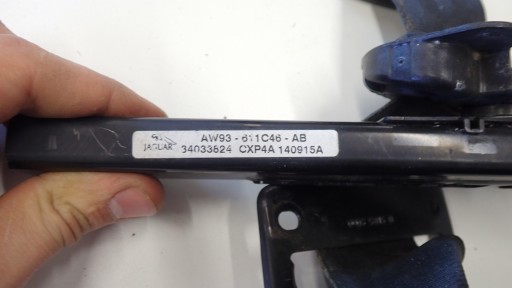 JAGUAR
AW93 - 611C46 - AB
34033824 CXP4A 140915A